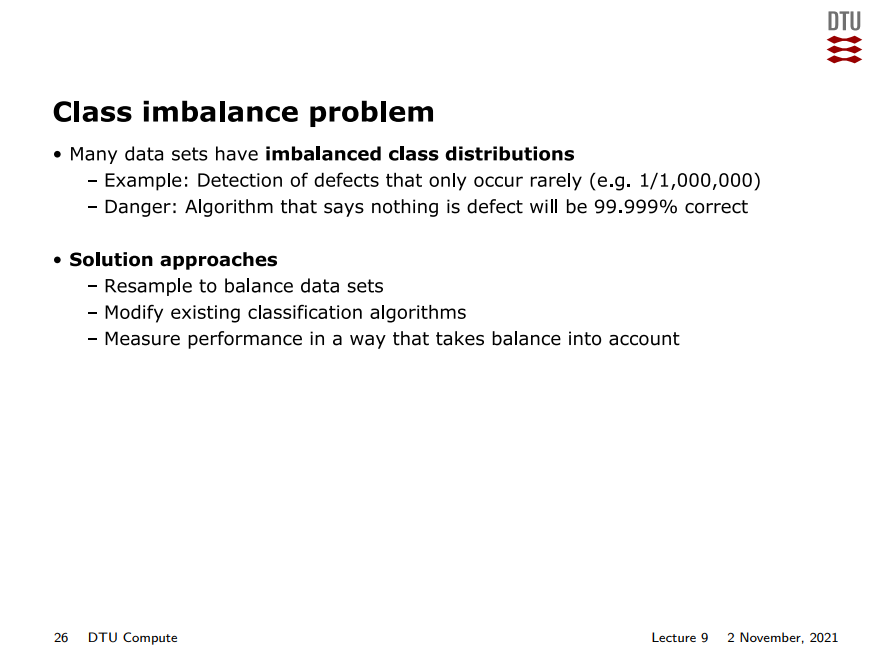 DTU
Class imbalance problem
• Many data sets have imbalanced class distributions
– Example: Detection of defects that only occur rarely (e.g. 1/1,000,000)
– Danger: Algorithm that says nothing is defect will be 99.999% correct
• Solution approaches
– Resample to balance data sets
– Modify existing classification algorithms
– Measure performance in a way that takes balance into account
26 DTU Compute Lecture 9 2 November, 2021